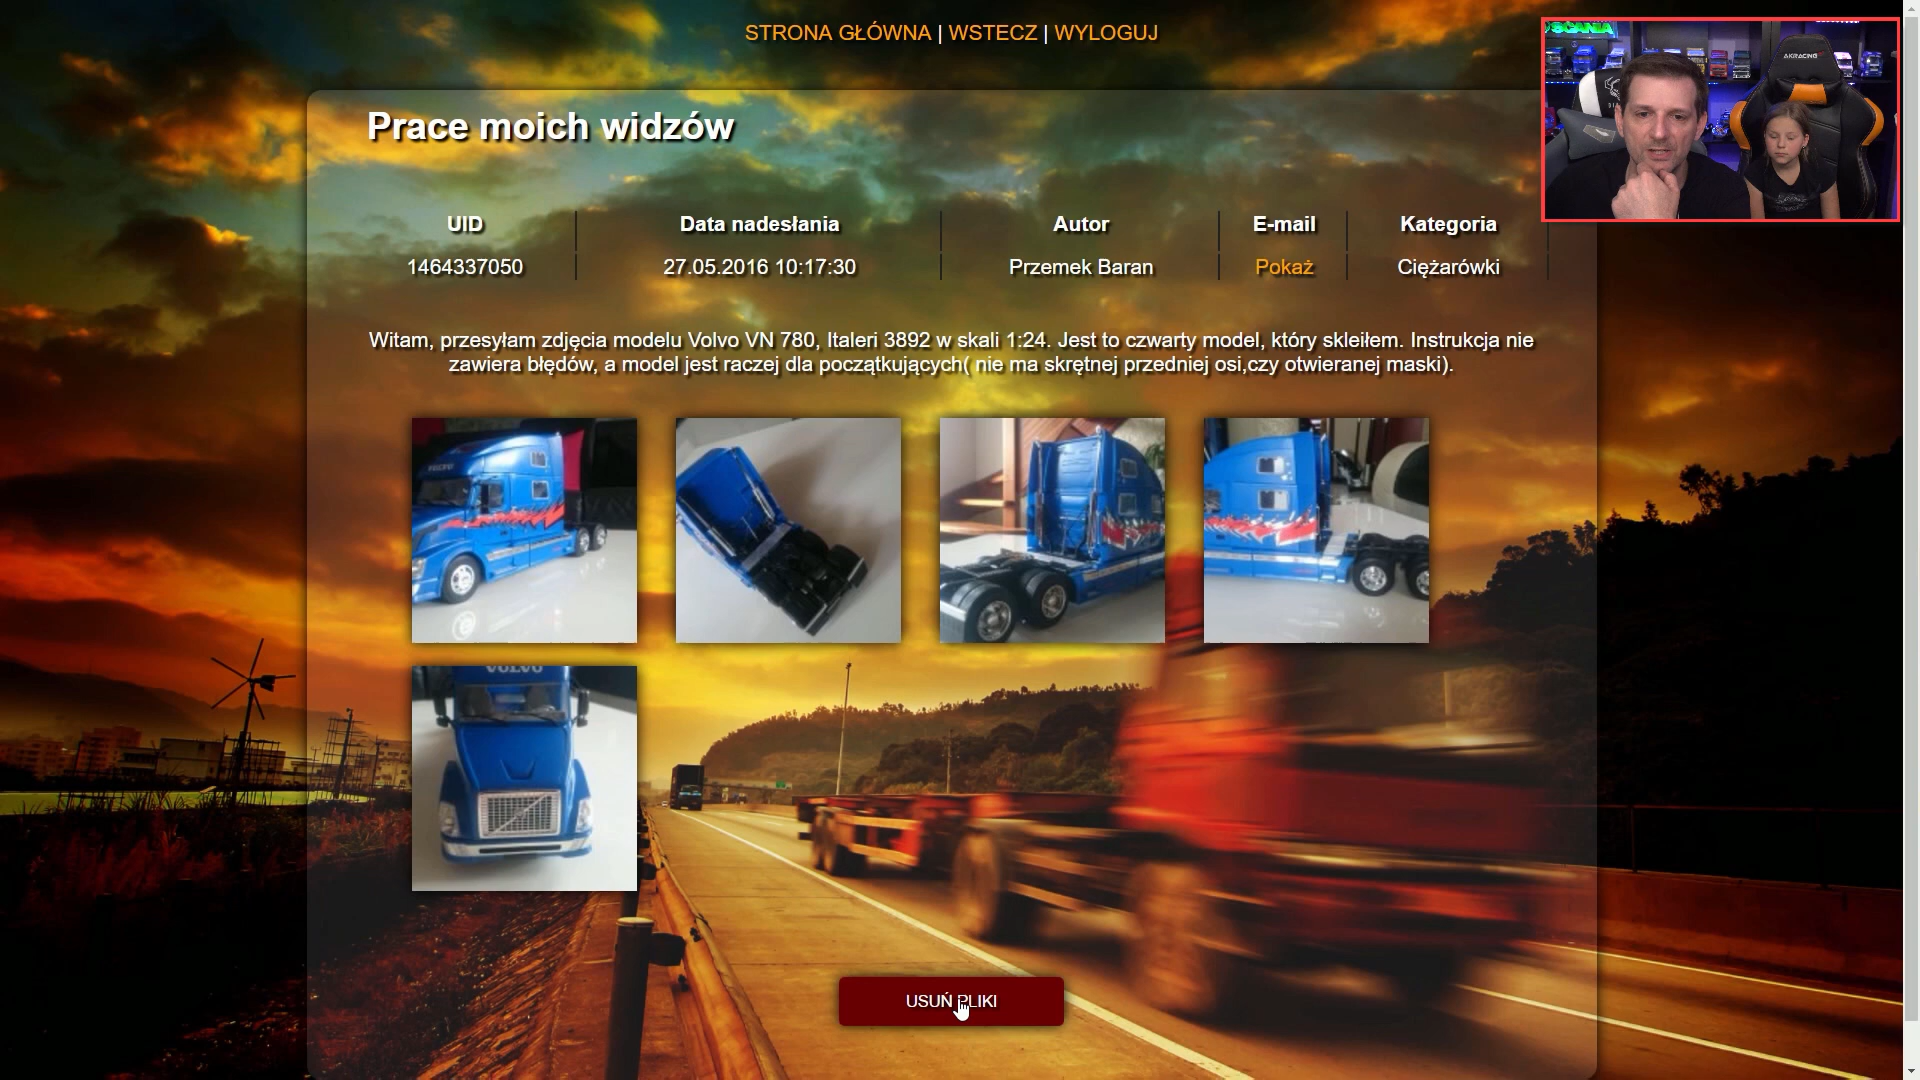 STRONA GŁÓWNA | WSTECZ | WYLOGUJ
SCANIA
AKRACING
Prace moich widzów
UID Data nadesłania Autor E-mail Kategoria
1464337050 27.05.2016 10:17:30 Przemek Baran Pokaż Ciężarówki
Witam, przesyłam zdjęcia modelu Volvo VN 780, Italeri 3892 w skali 1:24. Jest to czwarty model, który skleiłem. Instrukcja nie
zawiera błędów, a model jest raczej dla początkujących( nie ma skrętnej przedniej osi,czy otwieranej maski).
VOLVO
VOLVO
USUŃ PLIKI